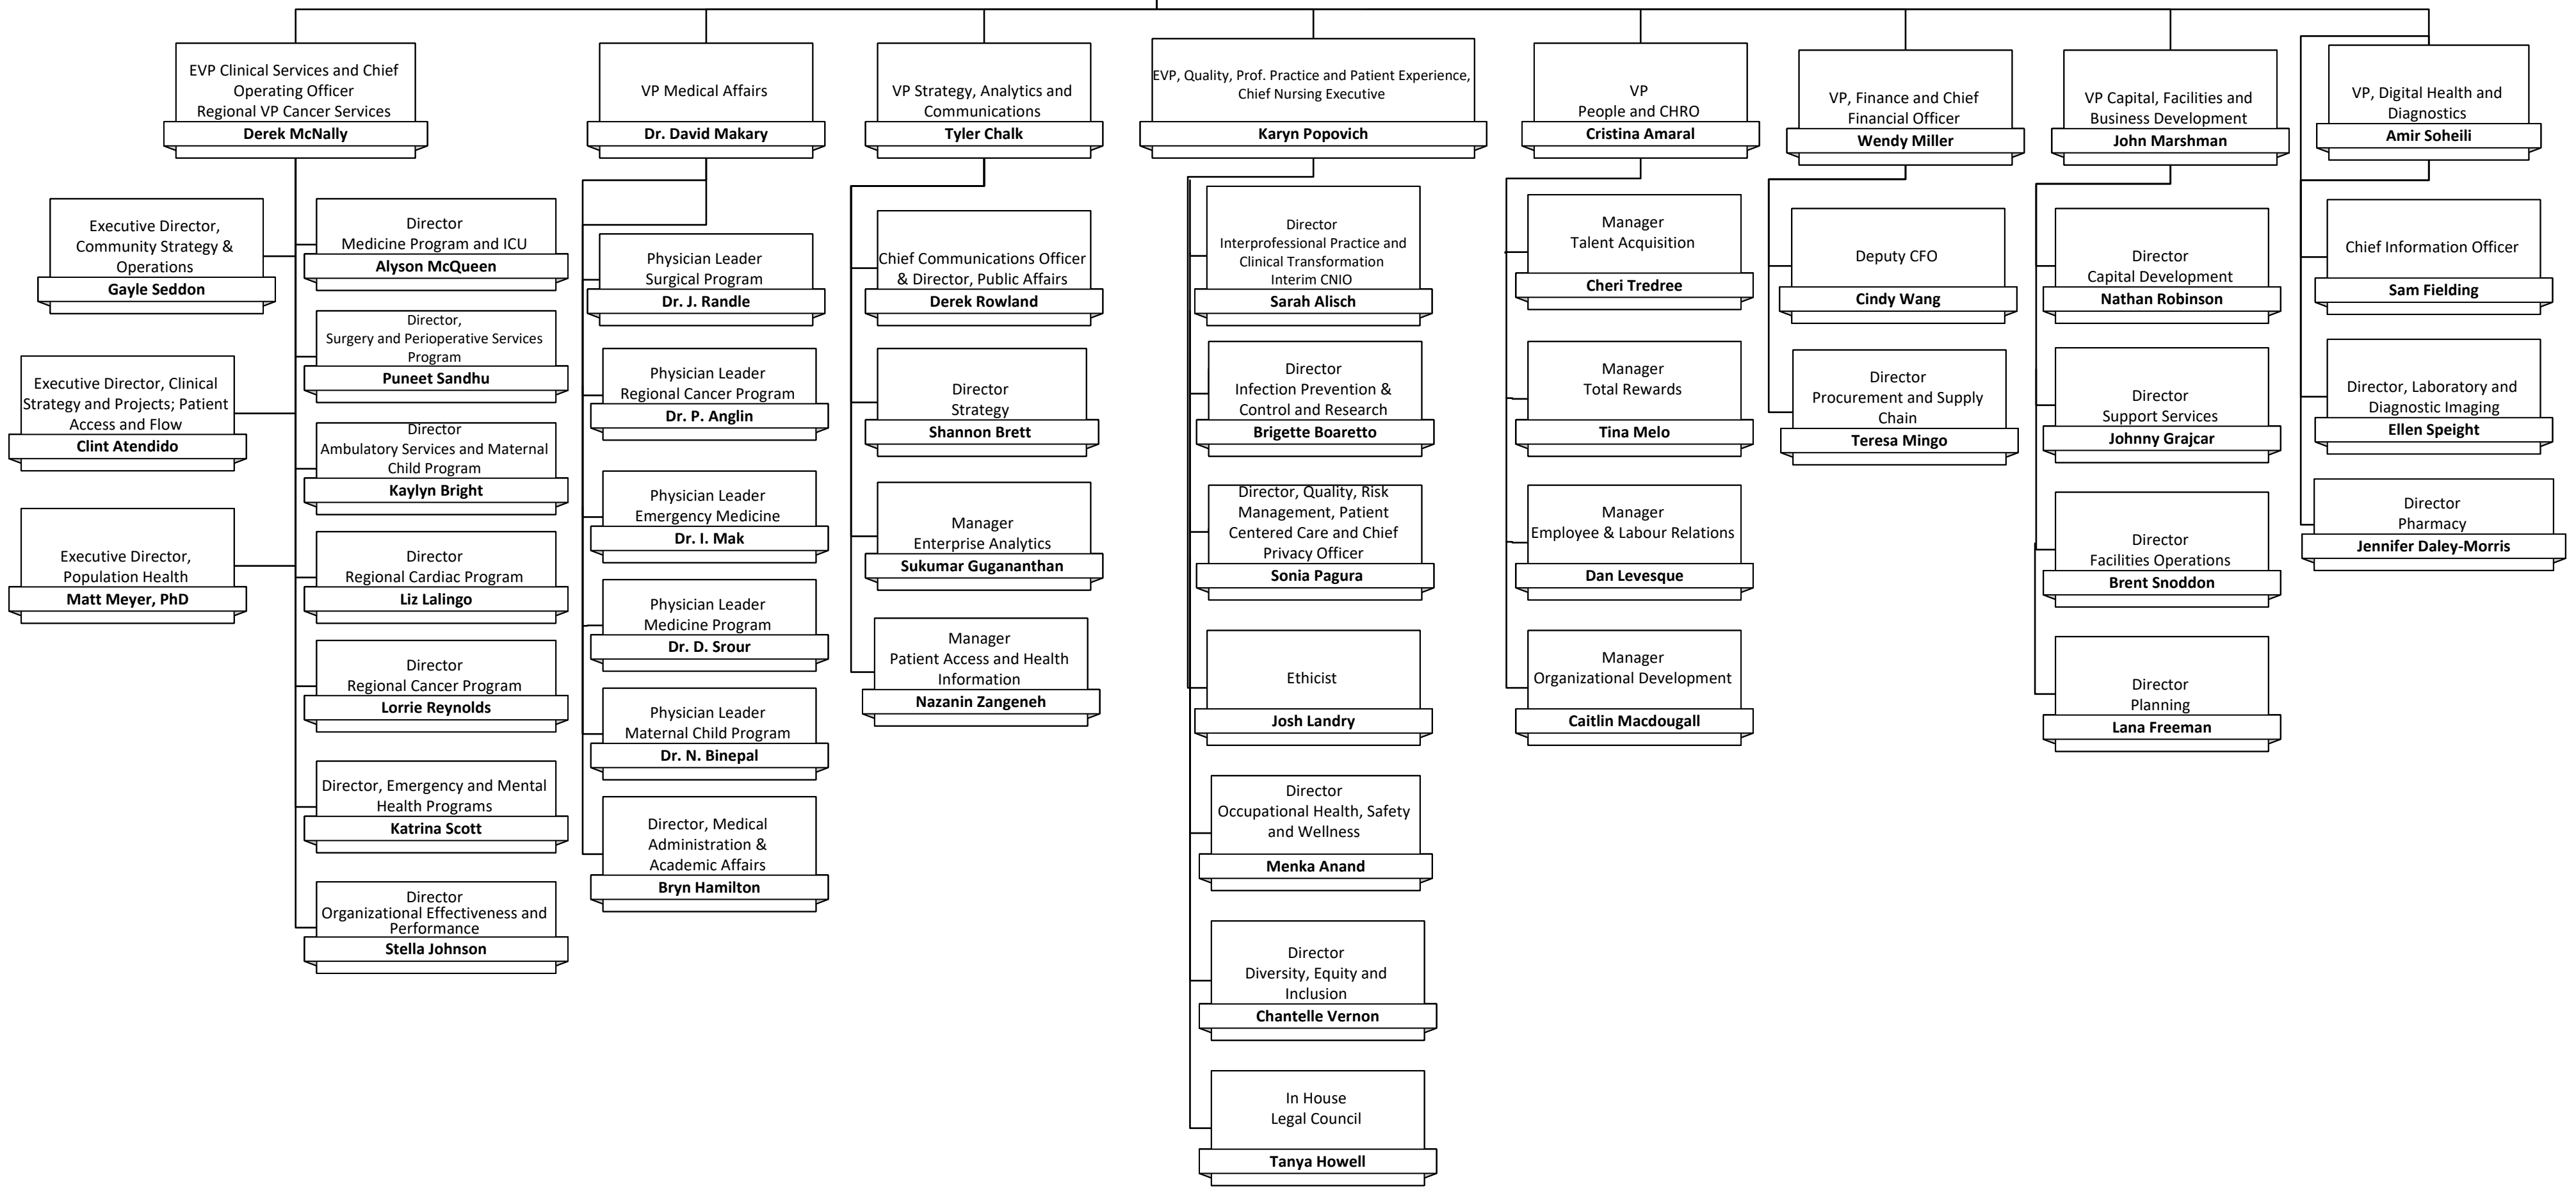 EVP Clinical Services and Chief
Operating Officer
Regional VP Cancer Services
Derek McNally
Executive Director,
Community Strategy &
Operations
Gayle Seddon
Executive Director, Clinical
Strategy and Projects; Patient
Access and Flow
Clint Atendido
Executive Director,
Population Health
Matt Meyer, PhD
Director
Medicine Program and ICU
Alyson McQueen
Director,
Surgery and Perioperative Services
Program
Puneet Sandhu
Director
Ambulatory Services and Maternal
Child Program
Kaylyn Bright
Director
Regional Cardiac Program
Liz Lalingo
Director
Regional Cancer Program
Lorrie Reynolds
Director, Emergency and Mental
Health Programs
Katrina Scott
Director
Organizational Effectiveness and
Performance
Stella Johnson
VP Medical Affairs
Dr. David Makary
Physician Leader
Surgical Program
Dr. J. Randle
Physician Leader
Regional Cancer Program
Dr. P. Anglin
Physician Leader
Emergency Medicine
Dr. I. Mak
Physician Leader
Medicine Program
Dr. D. Srour
Physician Leader
Maternal Child Program
Dr. N. Binepal
Director, Medical
Administration &
Academic Affairs
Bryn Hamilton
VP Strategy, Analytics and
Communications
Tyler Chalk
Chief Communications Officer
& Director, Public Affairs
Derek Rowland
Director
Strategy
Shannon Brett
Manager
Enterprise Analytics
Sukumar Gugananthan
Manager
Patient Access and Health
Information
Nazanin Zangeneh
EVP, Quality, Prof. Practice and Patient Experience,
Chief Nursing Executive
Karyn Popovich
Director
Interprofessional Practice and
Clinical Transformation
Interim CNIO
Sarah Alisch
Director
Infection Prevention &
Control and Research
Brigette Boaretto
Director, Quality, Risk
Management, Patient
Centered Care and Chief
Privacy Officer
Sonia Pagura
Ethicist
Josh Landry
Director
Occupational Health, Safety
and Wellness
Menka Anand
Director
Diversity, Equity and
Inclusion
Chantelle Vernon
In House
Legal Council
Tanya Howell
VP
People and CHRO
Cristina Amaral
Manager
Talent Acquisition
Cheri Tredree
Manager
Total Rewards
Tina Melo
Manager
Employee & Labour Relations
Dan Levesque
Manager
Organizational Development
Caitlin Macdougall
VP, Finance and Chief
Financial Officer
Wendy Miller
Deputy CFO
Cindy Wang
Director
Procurement and Supply
Chain
Teresa Mingo
VP Capital, Facilities and
Business Development
John Marshman
Director
Capital Development
Nathan Robinson
Director
Support Services
Johnny Grajcar
Director
Facilities Operations
Brent Snoddon
Director
Planning
Lana Freeman
VP, Digital Health and
Diagnostics
Amir Soheili
Chief Information Officer
Sam Fielding
Director, Laboratory and
Diagnostic Imaging
Ellen Speight
Director
Pharmacy
Jennifer Daley-Morris